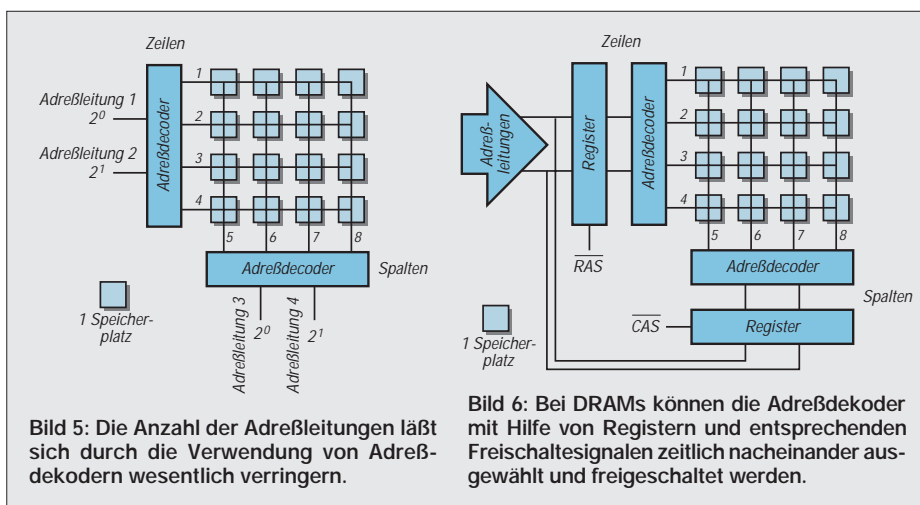 Zeilen
Adreßleitung 1
2⁰
Adreßleitung 2
2¹
Adreßdecoder
1
2
3
4
5 6 7 8
Adreßdecoder
Spalten
1 Speicher-
platz
Adreßleitung 3
2⁰
Adreßleitung 4
2¹
Bild 5: Die Anzahl der Adreßleitungen läßt
sich durch die Verwendung von Adreß-
dekodern wesentlich verringern.
Zeilen
Adreß-
leitungen
Register
RAS
Adreßdecoder
1
2
3
4
5 6 7 8
Adreßdecoder
Spalten
CAS
Register
1 Speicher-
platz
Bild 6: Bei DRAMs können die Adreßdekoder
mit Hilfe von Registern und entsprechenden
Freischaltesignalen zeitlich nacheinander aus-
gewählt und freigeschaltet werden.